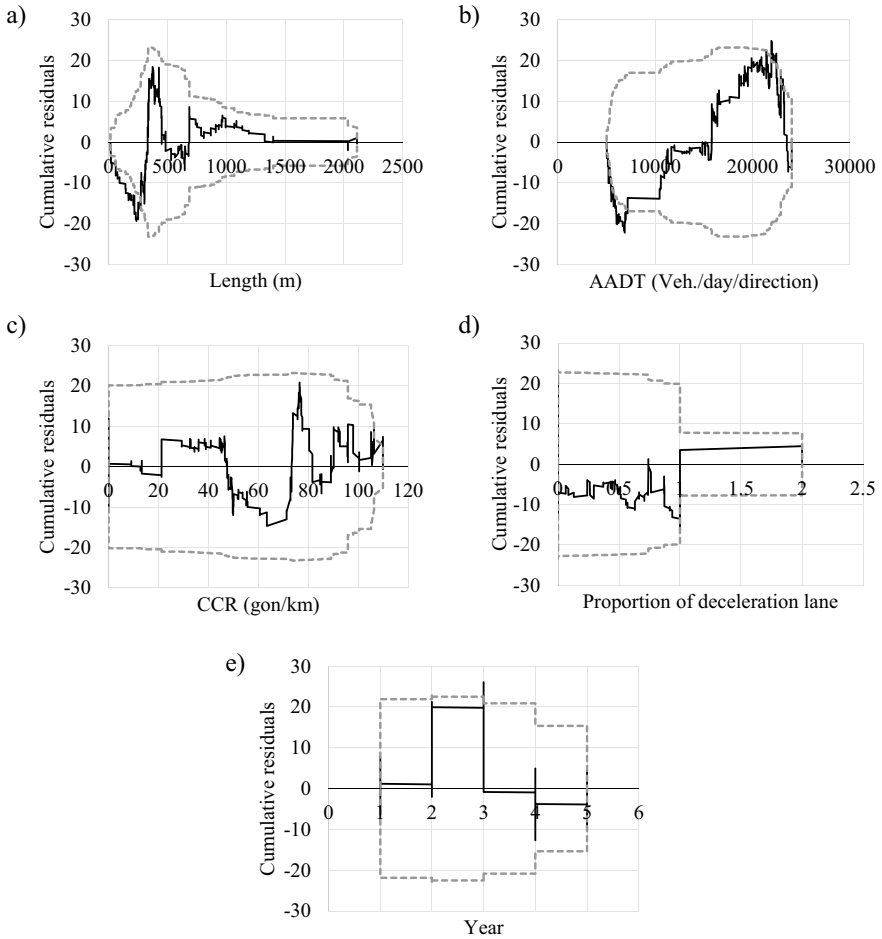 a)
Cumulative residuals
30
20
10
0
-10
-20
-30
0 500 1000 1500 2000 2500
Length (m)
b)
Cumulative residuals
30
20
10
0
-10
-20
-30
0 10000 20000 30000
AADT (Veh./day/direction)
c)
Cumulative residuals
30
20
10
0
-10
-20
-30
0 20 40 60 80 100 120
CCR (gon/km)
d)
Cumulative residuals
30
20
10
0
-10
-20
-30
0 0.5 1 1.5 2 2.5
Proportion of deceleration lane
e)
Cumulative residuals
30
20
10
0
-10
-20
-30
0 1 2 3 4 5 6
Year